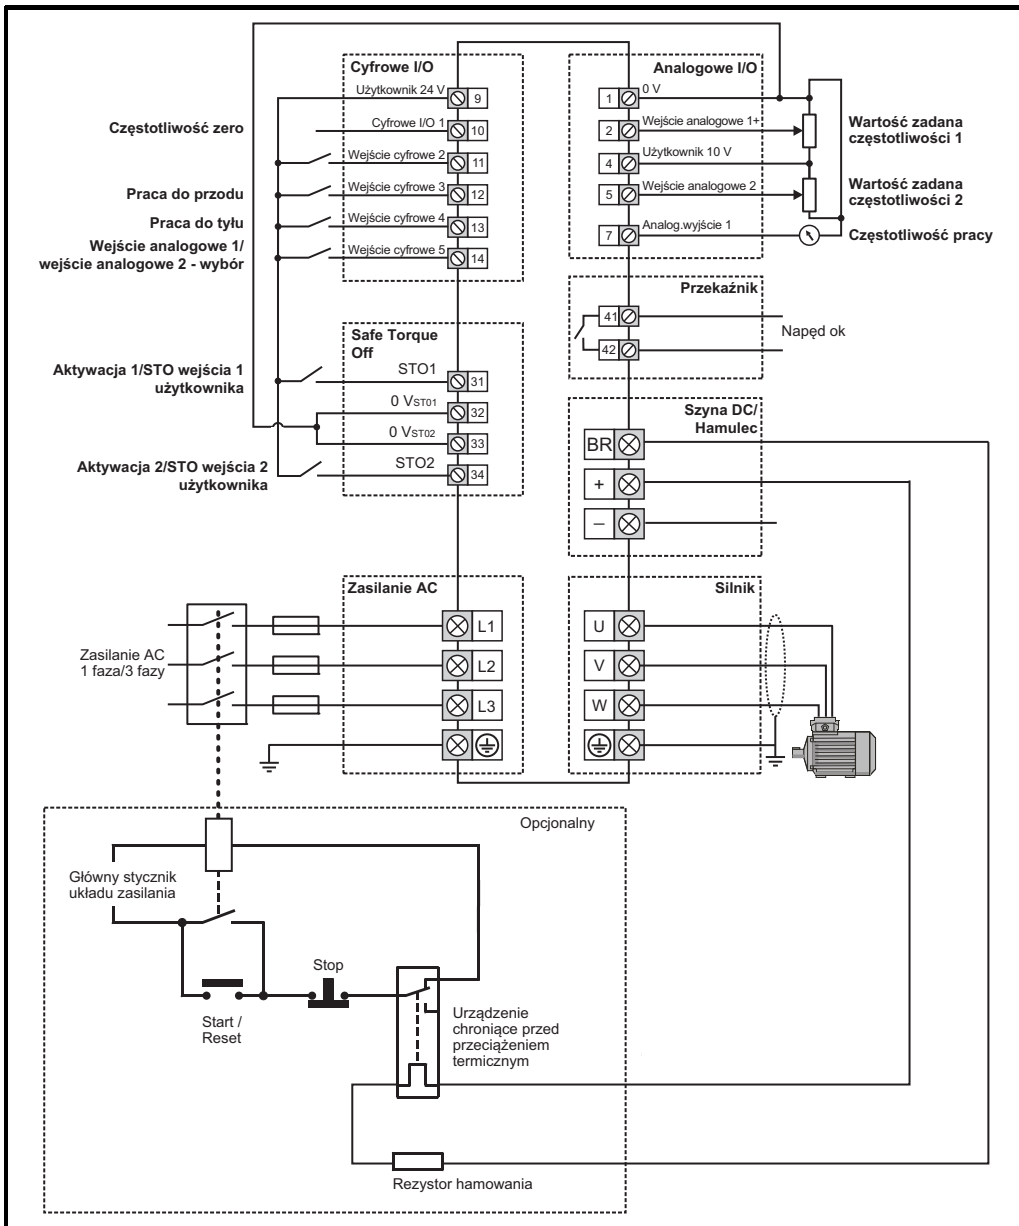 Cyfrowe I/O
Użytkownik 24 V
9
Częstotliwość zero
Cyfrowe I/O 1
10
Wejście cyfrowe 2
11
Praca do przodu
Wejście cyfrowe 3
12
Praca do tyłu
Wejście cyfrowe 4
13
Wejście analogowe 1/
wejście analogowe 2 - wybór
Wejście cyfrowe 5
14
Analogowe I/O
1
0 V
2
Wejście analogowe 1+
Wartość zadana
częstotliwości 1
4
Użytkownik 10 V
5
Wejście analogowe 2
Wartość zadana
częstotliwości 2
7
Analog.wyjście 1
Częstotliwość pracy
Przekaźnik
41
42
Napęd ok
Safe Torque
Off
Aktywacja 1/STO wejścia 1
użytkownika
STO1
31
0 VST01
32
0 VST02
33
Aktywacja 2/STO wejścia 2
użytkownika
STO2
34
Szyna DC/
Hamulec
BR
+
–
Zasilanie AC
Zasilanie AC
1 faza/3 fazy
L1
L2
L3
Silnik
U
V
W
Opcjonalny
Główny stycznik
układu zasilania
Stop
Start /
Reset
Urządzenie
chroniące przed
przeciążeniem
termicznym
Rezystor hamowania